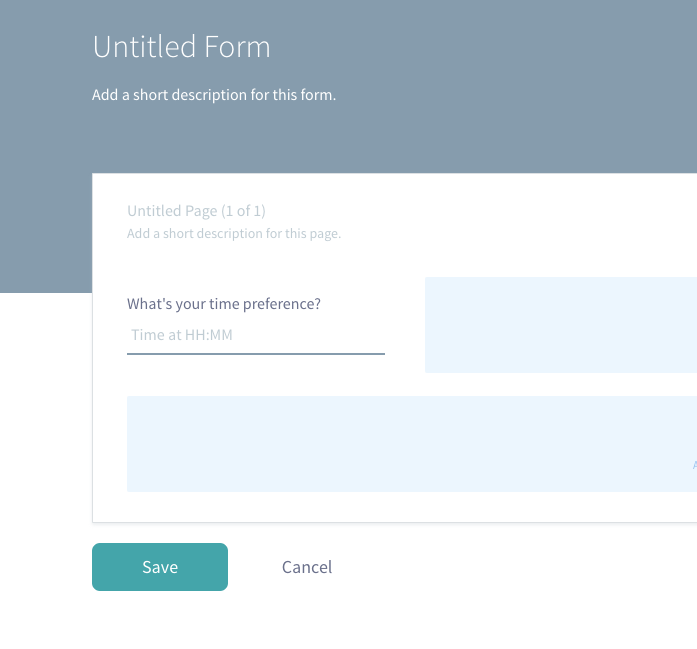 Untitled Form
Add a short description for this form.
Untitled Page (1 of 1)
Add a short description for this page.
What's your time preference?
Time at HH:MM
Save
Cancel